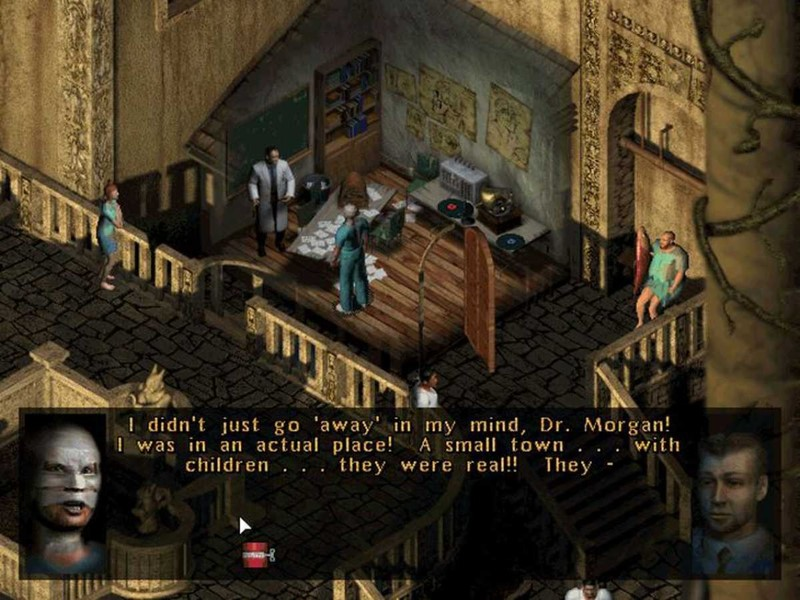 I didn't just go 'away' in my mind, Dr. Morgan!
I was in an actual place!  A small town . . . with
children . . . they were real!!  They -